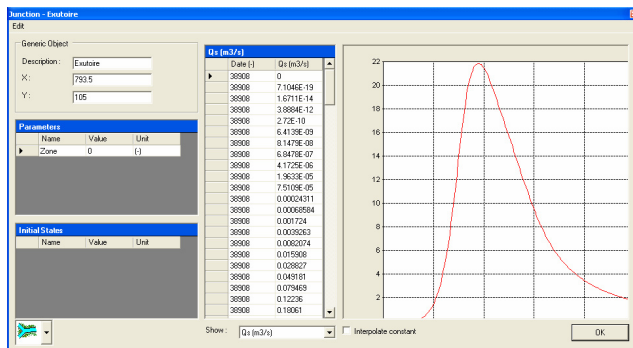 Junction - Exutoire
Edit
Generic Object
Description : Exutoire
X : 793.5
Y : 105
Parameters
Name Value Unit
Zone 0 (-)
Initial States
Name Value Unit
Qs (m3/s)
Date (-) Qs (m3/s)
38908 0
38908 7.1046E-19
38908 1.6711E-14
38908 3.8884E-12
38908 2.72E-10
38908 6.4139E-09
38908 8.1479E-08
38908 6.8478E-07
38908 4.1725E-06
38908 1.9633E-05
38908 7.5109E-05
38908 0.00024311
38908 0.00068584
38908 0.001724
38908 0.0039263
38908 0.0082074
38908 0.015908
38908 0.028827
38908 0.049181
38908 0.079469
38908 0.12236
38908 0.18061
Show : Qs (m3/s)
22
20
18
16
14
12
10
8
6
4
2
Interpolate constant
OK